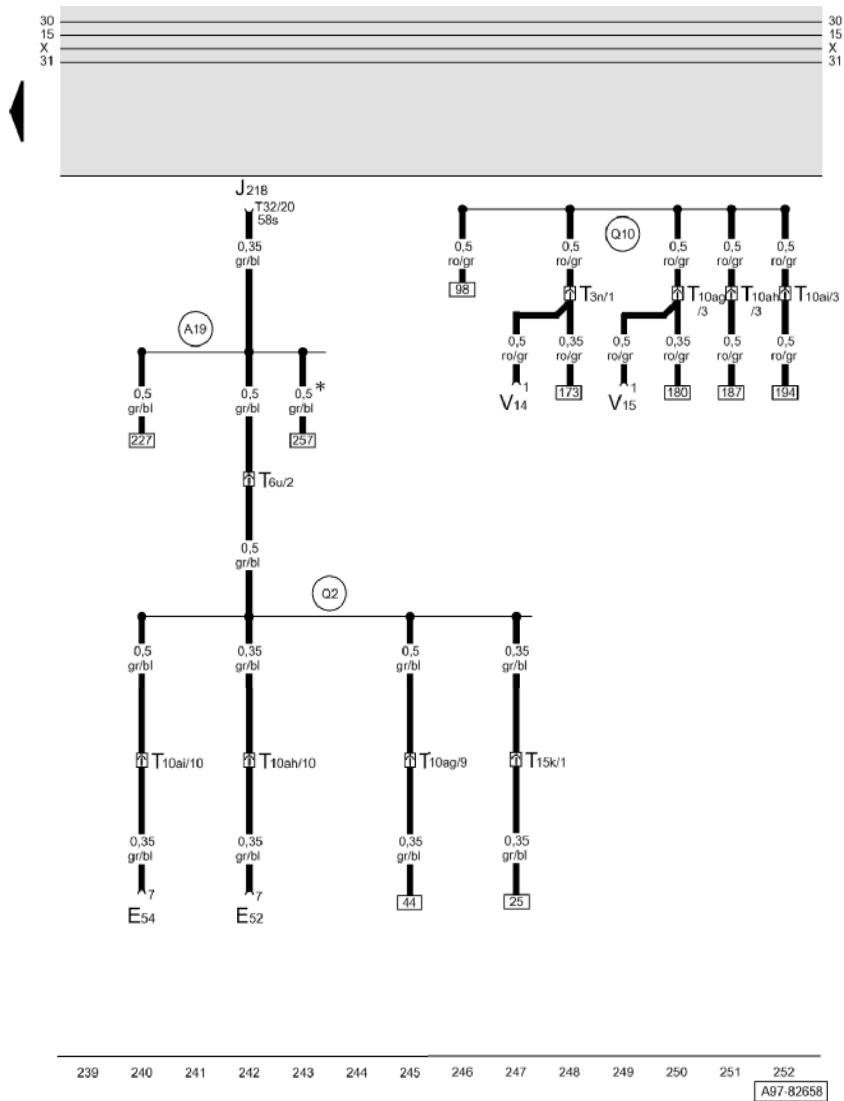 30 30
15 15
X X
31 31
J218
T32/20
58s
0,35
gr/bl
Q10
0,5 0,5 0,5 0,5 0,5
ro/gr ro/gr ro/gr ro/gr ro/gr
98 T3n/1 T10ag T10ah T10ai/3
/3 /3
A19
0,5 0,35 0,5 0,35 0,5 0,5
ro/gr ro/gr ro/gr ro/gr ro/gr ro/gr
1 1
V14 173 V15 180 187 194
*
0,5 0,5 0,5
gr/bl gr/bl gr/bl
227 257
T6u/2
0,5
gr/bl
Q2
0,5 0,35 0,5 0,35
gr/bl gr/bl gr/bl gr/bl
T10ai/10 T10ah/10 T10ag/9 T15k/1
0,35 0,35 0,35 0,35
gr/bl gr/bl gr/bl gr/bl
7 7 44 25
E54 E52
239 240 241 242 243 244 245 246 247 248 249 250 251 252
A97-82658